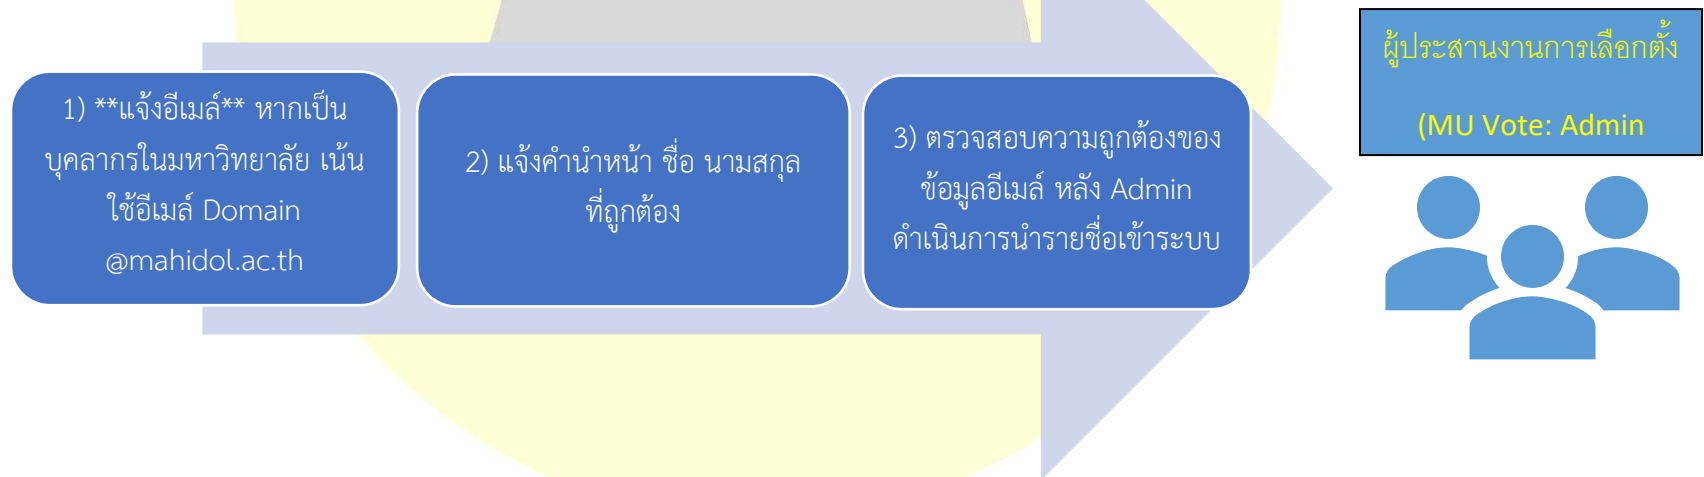 1) **แจ้งอีเมล์** หากเป็น
บุคลากรในมหาวิทยาลัย เน้น
ใช้อีเมล์ Domain
@mahidol.ac.th
2) แจ้งคำนำหน้า ชื่อ นามสกุล
ที่ถูกต้อง
3) ตรวจสอบความถูกต้องของ
ข้อมูลอีเมล์ หลัง Admin
ดำเนินการนำรายชื่อเข้าระบบ
ผู้ประสานงานการเลือกตั้ง
(MU Vote: Admin